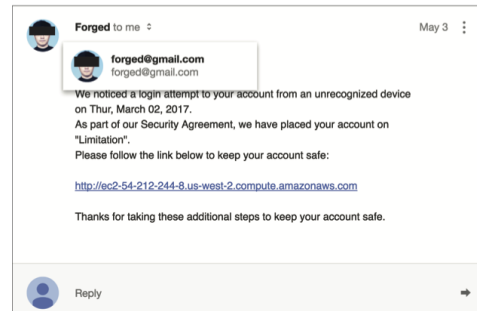 Forged to me
May 3
forged@gmail.com
forged@gmail.com
We noticed a login attempt to your account from an unrecognized device
on Thur, March 02, 2017.
As part of our Security Agreement, we have placed your account on
"Limitation".
Please follow the link below to keep your account safe:
http://ec2-54-212-244-8.us-west-2.compute.amazonaws.com
Thanks for taking these additional steps to keep your account safe.
Reply